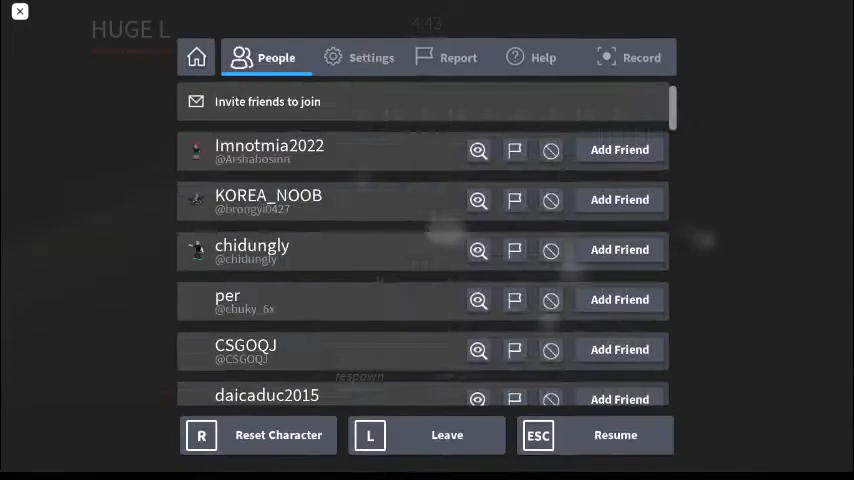 HUGE L
4:43
People
Settings
Report
Help
Record
Invite friends to join
Imnotmia2022
@Arshahosinn
Add Friend
KOREA_NOOB
@brongyi0427
Add Friend
chidungly
@chidungly
Add Friend
per
@chuky_6x
Add Friend
CSGOQJ
@CSGOQJ
Add Friend
respawn
daicaduc2015
Add Friend
R Reset Character
L Leave
ESC Resume